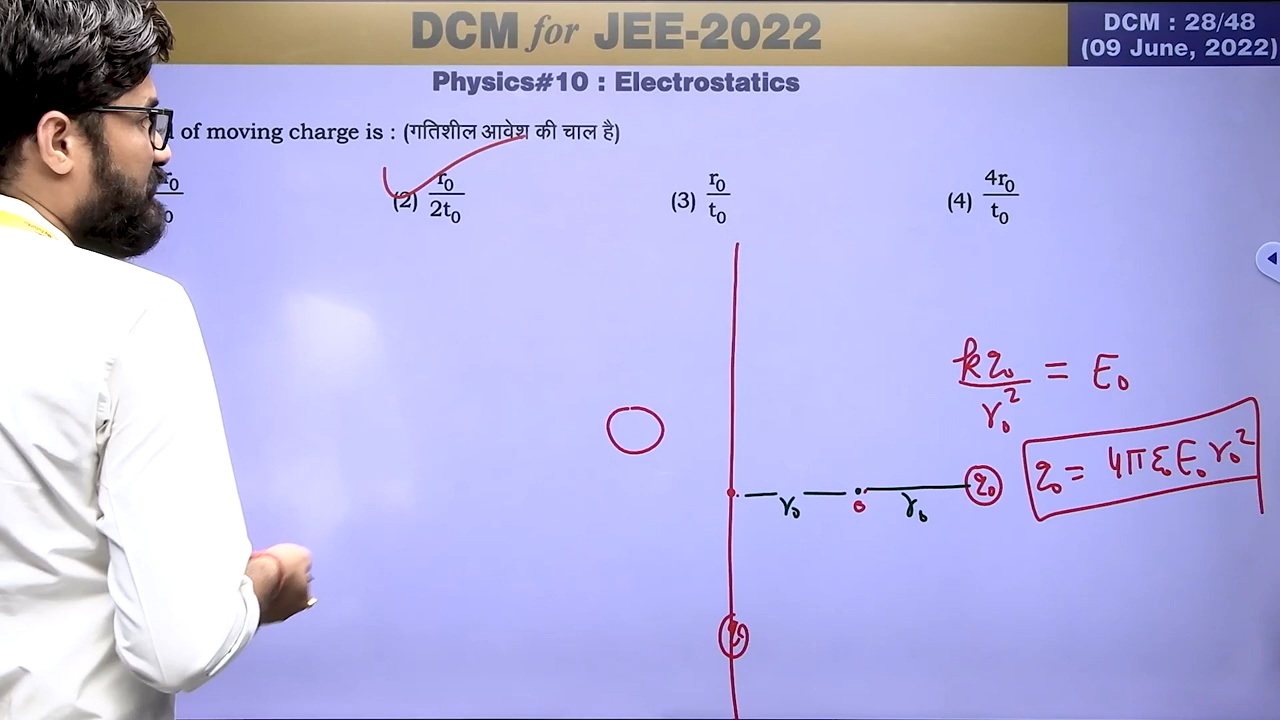 DCM for JEE-2022
DCM : 28/48
(09 June, 2022)
Physics#10 : Electrostatics
of moving charge is : (गतिशील आवेश की चाल है)
(2) r₀/2t₀
(3) r₀/t₀
(4) 4r₀/t₀
kq₀/r₀² = E₀
q₀ = 4πε₀E₀r₀²
r₀ o r₀ q₀